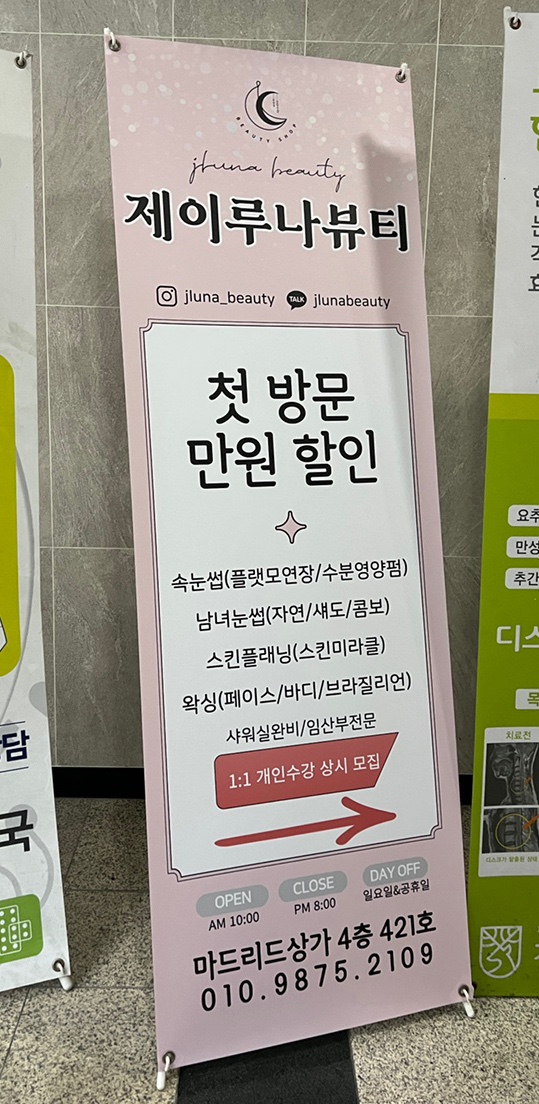 BEAUTY SHOP
jluna beauty
제이루나뷰티
jluna_beauty TALK jlunabeauty
첫 방문
만원 할인
속눈썹(플랫모연장/수분영양펌)
남녀눈썹(자연/섀도/콤보)
스킨플래닝(스킨미라클)
왁싱(페이스/바디/브라질리언)
샤워실완비/임산부전문
1:1 개인수강 상시 모집
OPEN CLOSE DAY OFF
AM 10:00 PM 8:00 일요일&공휴일
마드리드상가 4층 421호
010.9875.2109
담
국
요추
만성
추간
디스
목
치료전